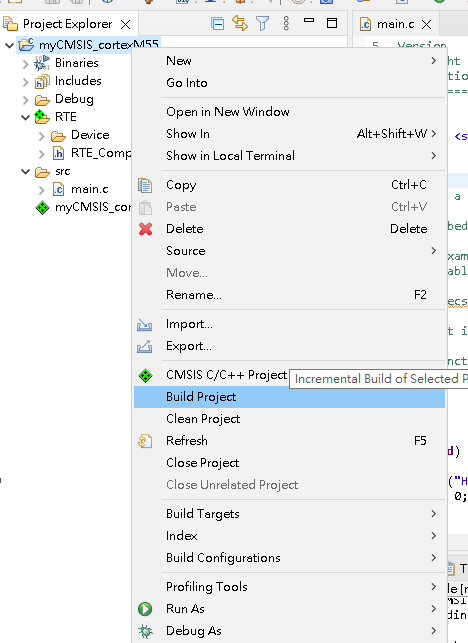 Project Explorer
myCMSIS_cortexM55
Binaries
Includes
Debug
RTE
Device
RTE_Comp
src
main.c
myCMSIS_cor
New
Go Into
Open in New Window
Show In Alt+Shift+W
Show in Local Terminal
Copy Ctrl+C
Paste Ctrl+V
Delete Delete
Source
Move...
Rename... F2
Import...
Export...
CMSIS C/C++ Project
Incremental Build of Selected P
Build Project
Clean Project
Refresh F5
Close Project
Close Unrelated Project
Build Targets
Index
Build Configurations
Profiling Tools
Run As
Debug As
main.c
5 Version
ght
tion
====
<s
a
bed
xam
abl
ecs
t i
nct
d)
("H
0;
T
le [r
MSI
din